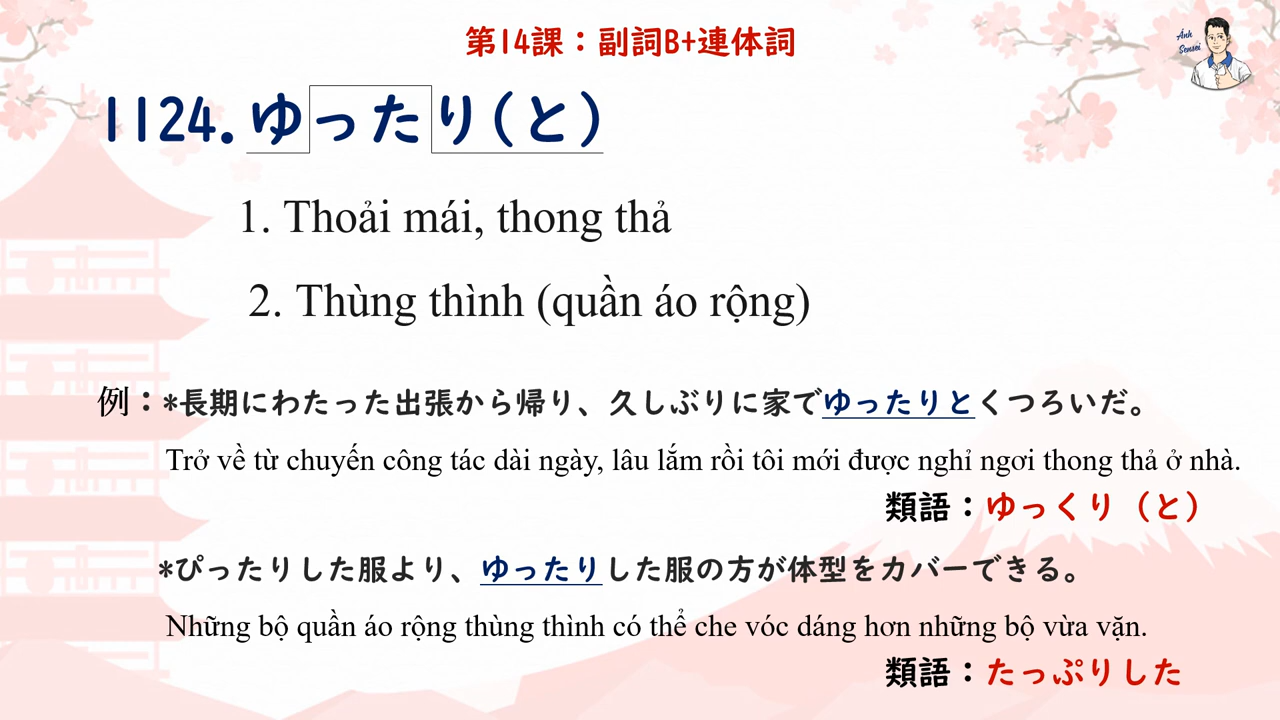 第14課：副詞B+連体詞
Anh
Sensei
1124.ゆったり(と)
1. Thoải mái, thong thả
2. Thùng thình (quần áo rộng)
例：*長期にわたった出張から帰り、久しぶりに家でゆったりとくつろいだ。
Trở về từ chuyến công tác dài ngày, lâu lắm rồi tôi mới được nghỉ ngơi thong thả ở nhà.
類語：ゆっくり（と）
*ぴったりした服より、ゆったりした服の方が体型をカバーできる。
Những bộ quần áo rộng thùng thình có thể che vóc dáng hơn những bộ vừa vặn.
類語：たっぷりした